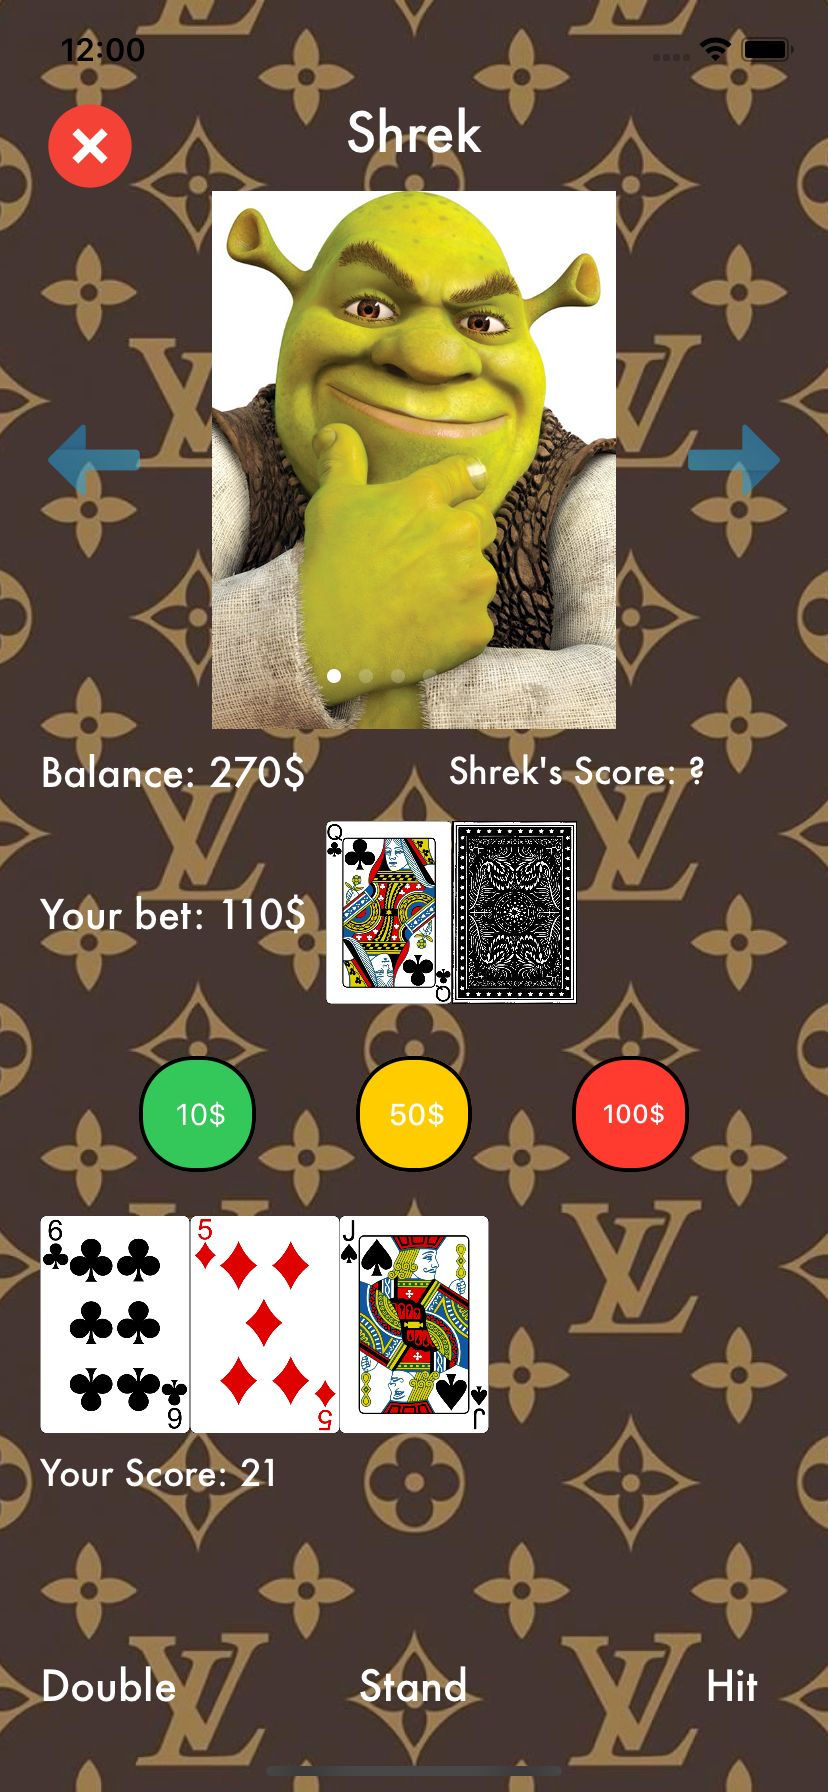 12:00
Shrek
Balance: 270$
Shrek's Score: ?
Q
Q
Your bet: 110$
10$
50$
100$
6
5
J
6
5
J
Your Score: 21
Double
Stand
Hit